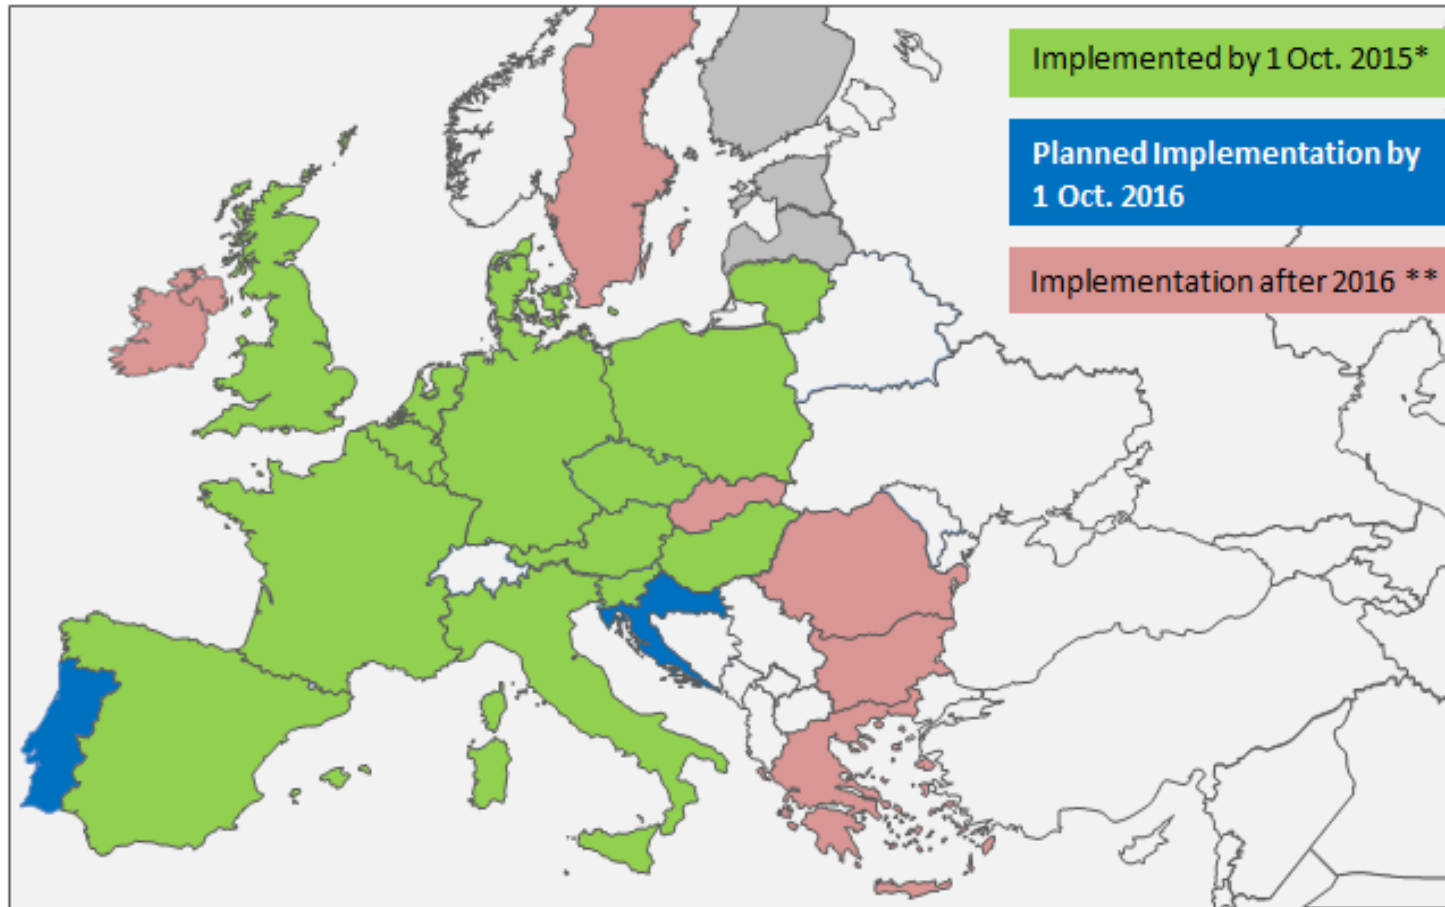 Implemented by 1 Oct. 2015*
Planned Implementation by
1 Oct. 2016
Implementation after 2016 **